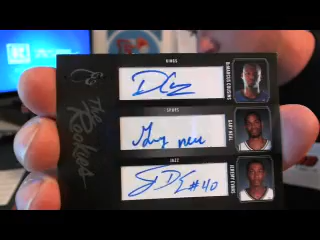 KINGS
DEMARCUS COUSINS
SPURS
GARY NEAL
JAZZ
JEREMY EVANS
The
Rookies
#40